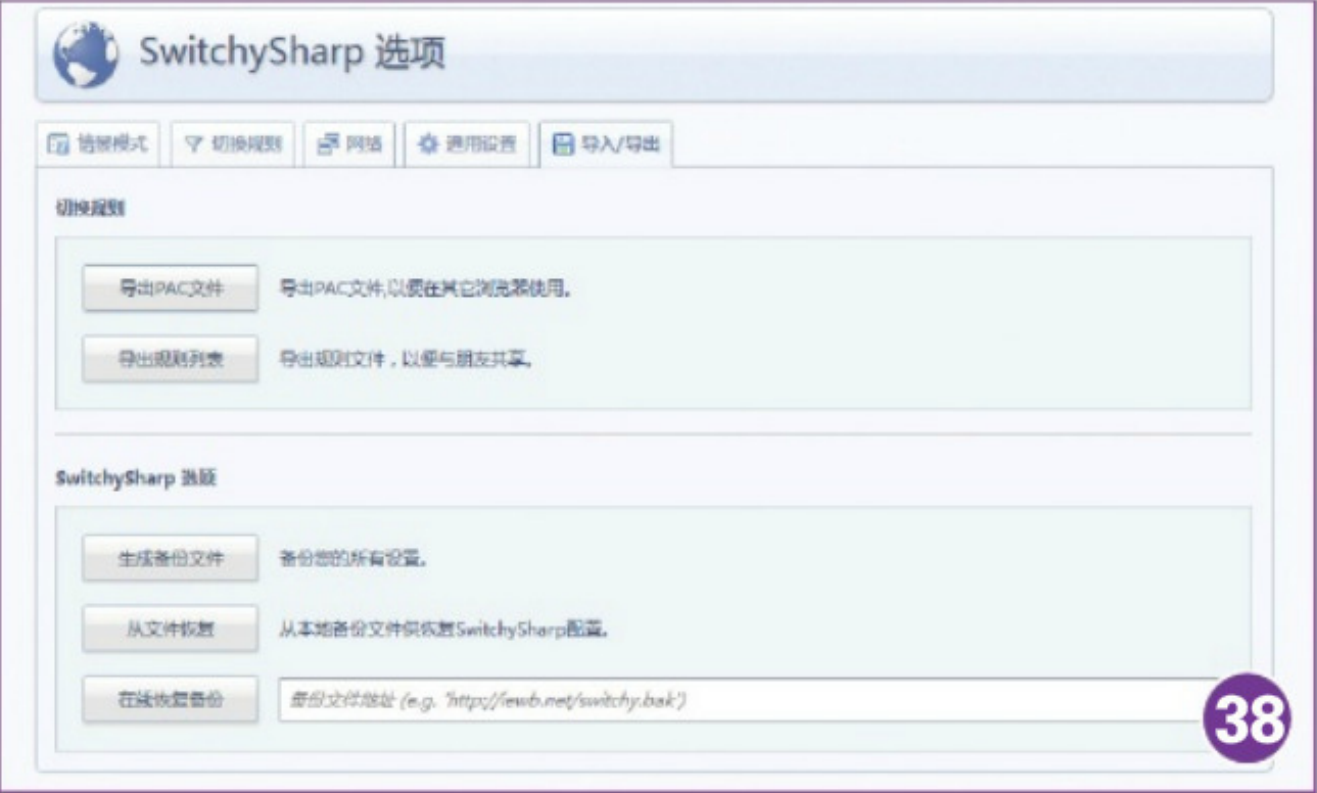 SwitchySharp 选项
情景模式 切换规则 网络 通用设置 导入/导出
切换规则
导出PAC文件 导出PAC文件,以便在其它浏览器使用。
导出规则列表 导出规则文件，以便与朋友共享。
SwitchySharp 选项
生成备份文件 备份您的所有设置。
从文件恢复 从本地备份文件供恢复SwitchySharp配置。
在线恢复备份 备份文件地址 (e.g. 'http://iewb.net/switchy.bak')
38